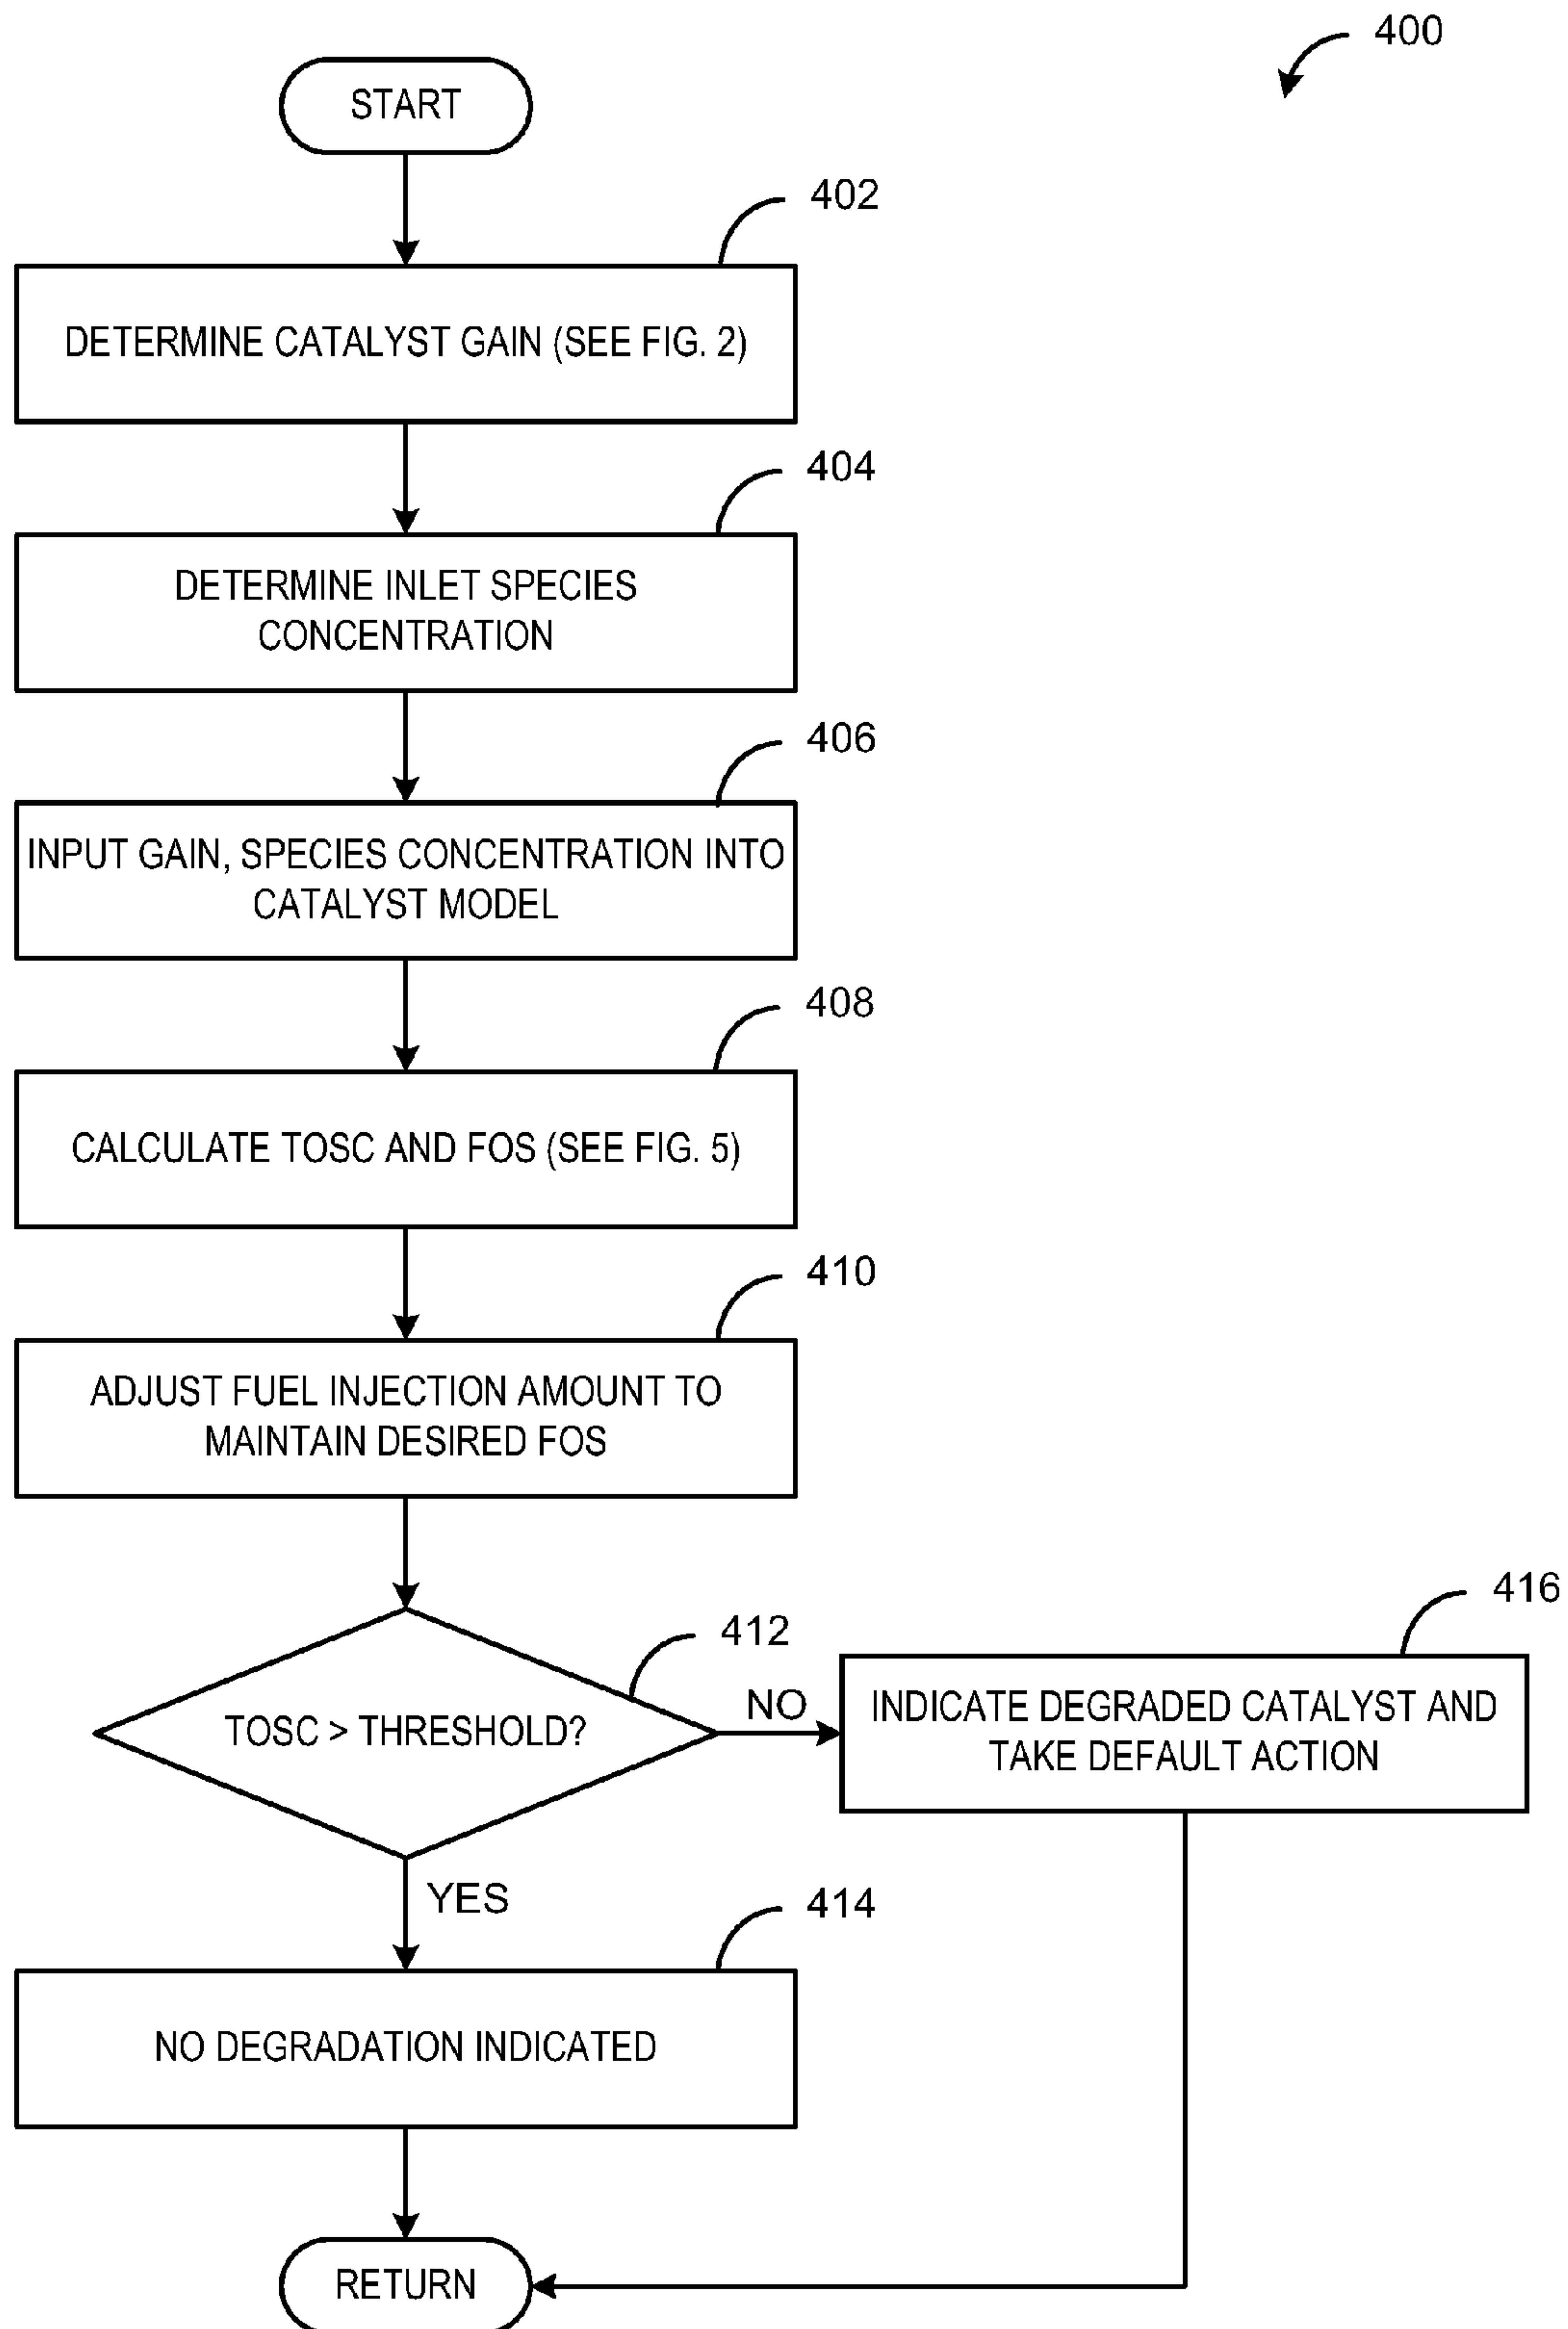 400
START
402
DETERMINE CATALYST GAIN (SEE FIG. 2)
404
DETERMINE INLET SPECIES
CONCENTRATION
406
INPUT GAIN, SPECIES CONCENTRATION INTO
CATALYST MODEL
408
CALCULATE TOSC AND FOS (SEE FIG. 5)
410
ADJUST FUEL INJECTION AMOUNT TO
MAINTAIN DESIRED FOS
412
TOSC > THRESHOLD?
NO
416
INDICATE DEGRADED CATALYST AND
TAKE DEFAULT ACTION
YES
414
NO DEGRADATION INDICATED
RETURN